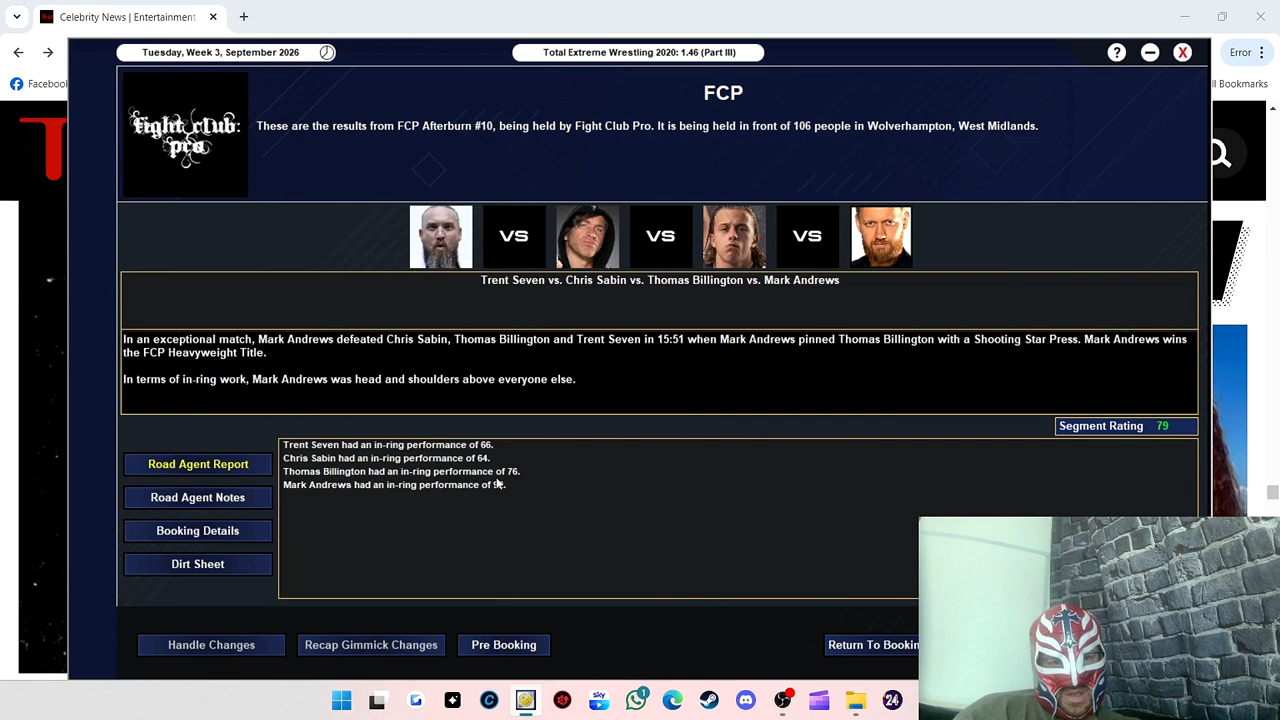 Celebrity News | Entertainment
Tuesday, Week 3, September 2026
Total Extreme Wrestling 2020: 1.46 (Part III)
?
X
Error
Facebook
ll Bookmarks
fight club:
pro
FCP
These are the results from FCP Afterburn #10, being held by Fight Club Pro. It is being held in front of 106 people in Wolverhampton, West Midlands.
VS VS VS
Trent Seven vs. Chris Sabin vs. Thomas Billington vs. Mark Andrews
In an exceptional match, Mark Andrews defeated Chris Sabin, Thomas Billington and Trent Seven in 15:51 when Mark Andrews pinned Thomas Billington with a Shooting Star Press. Mark Andrews wins
the FCP Heavyweight Title.
In terms of in-ring work, Mark Andrews was head and shoulders above everyone else.
Segment Rating 79
Road Agent Report
Trent Seven had an in-ring performance of 66.
Chris Sabin had an in-ring performance of 64.
Thomas Billington had an in-ring performance of 76.
Mark Andrews had an in-ring performance of
Road Agent Notes
Booking Details
Dirt Sheet
Handle Changes
Recap Gimmick Changes
Pre Booking
Return To Bookin
sky
1
24